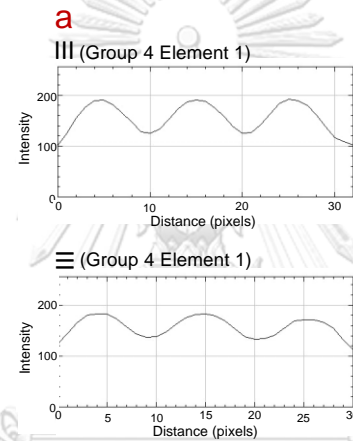 a
III (Group 4 Element 1)
200
100
0
Intensity
0 10 20 30
Distance (pixels)
☰ (Group 4 Element 1)
200
100
0
Intensity
0 5 10 15 20 25 30
Distance (pixels)